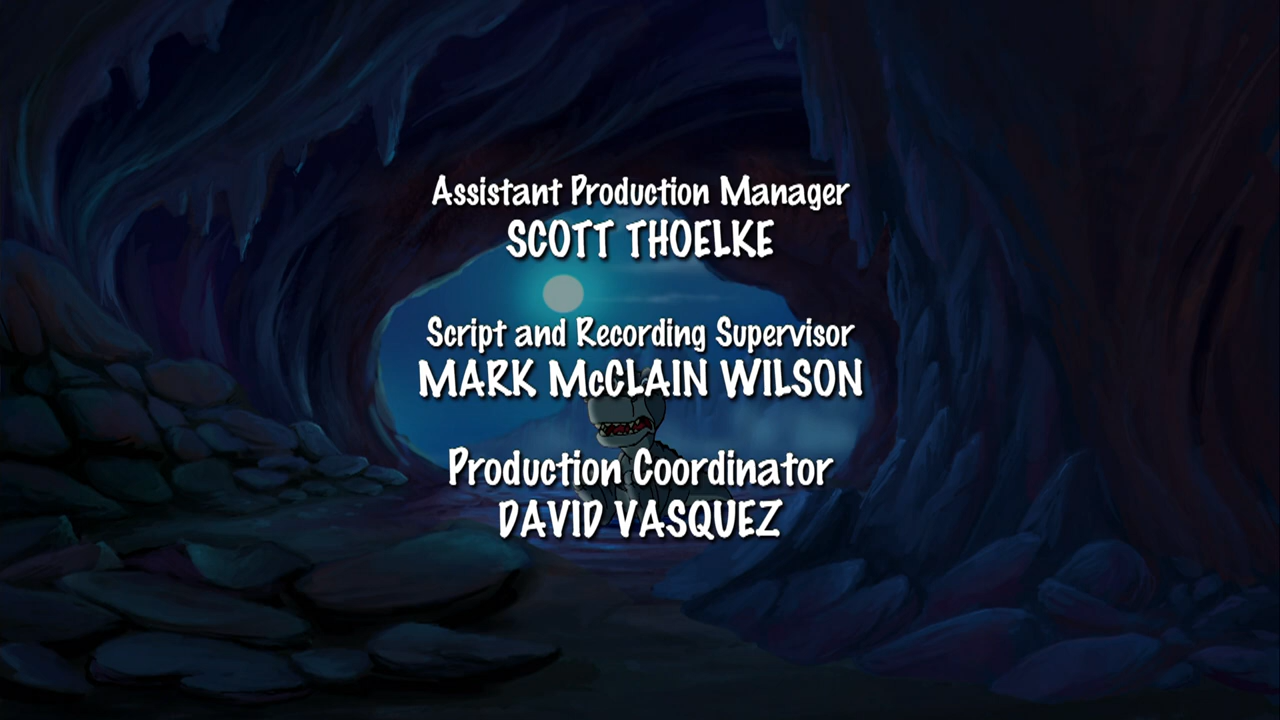 Assistant Production Manager
SCOTT THOELKE
Script and Recording Supervisor
MARK McCLAIN WILSON
Production Coordinator
DAVID VASQUEZ